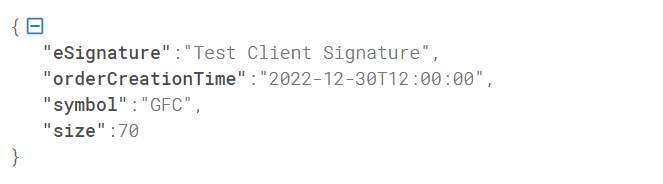 {
"eSignature":"Test Client Signature",
"orderCreationTime":"2022-12-30T12:00:00",
"symbol":"GFC",
"size":70
}